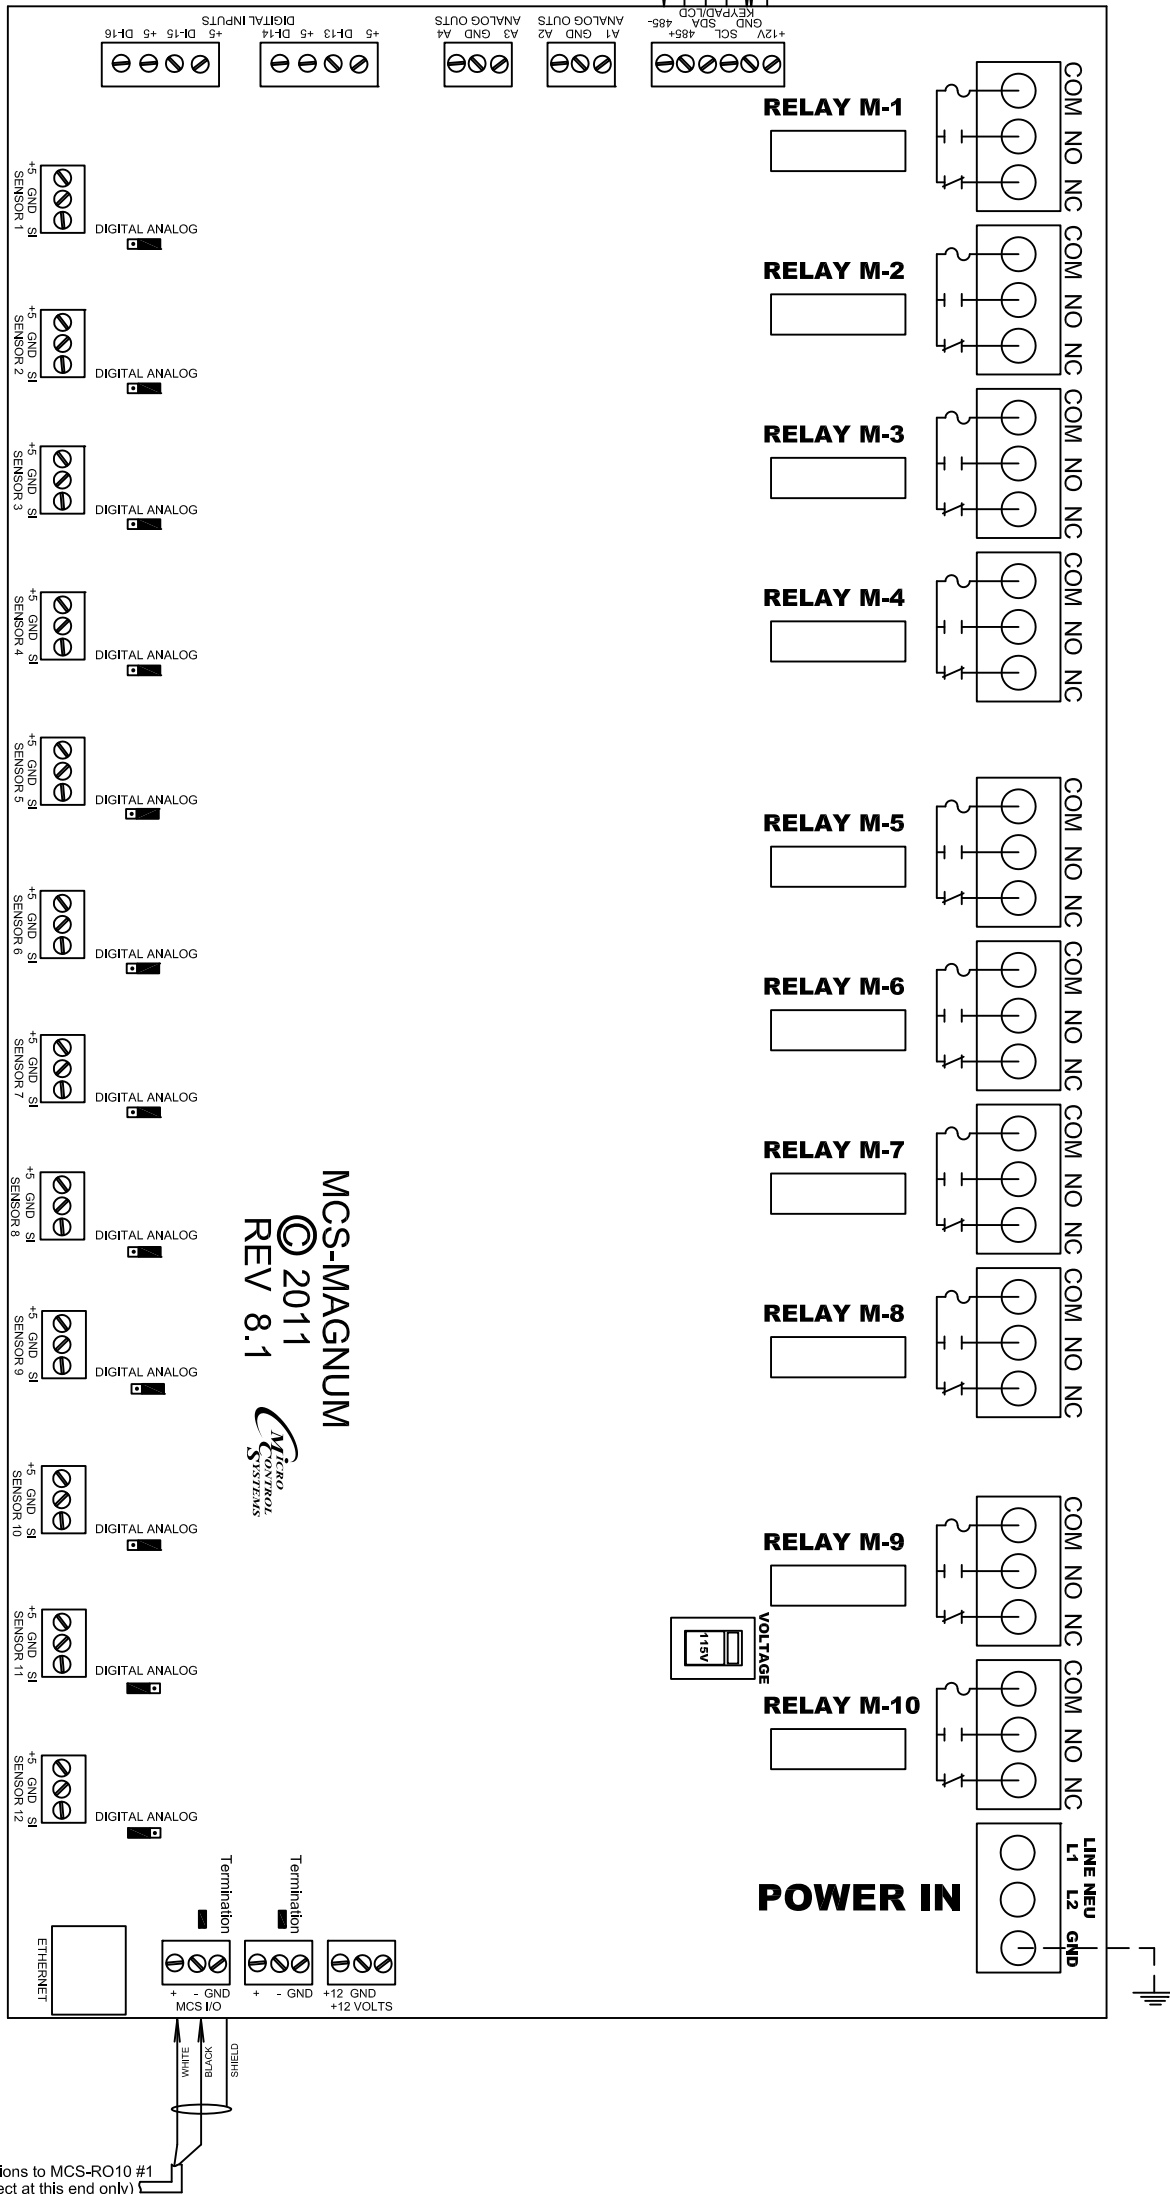 485-
SDA
GND
KEYPAD/LCD
485+
SCL
+12V
DIGITAL INPUTS
DI-16 +5 DI-15 +5
DI-14 +5 DI-13 +5
ANALOG OUTS
A4 GND A3
ANALOG OUTS
A2 GND A1
RELAY M-1
COM NO NC
RELAY M-2
COM NO NC
RELAY M-3
COM NO NC
RELAY M-4
COM NO NC
RELAY M-5
COM NO NC
RELAY M-6
COM NO NC
RELAY M-7
COM NO NC
RELAY M-8
COM NO NC
RELAY M-9
COM NO NC
RELAY M-10
COM NO NC
+5 GND SI
SENSOR 1
DIGITAL ANALOG
+5 GND SI
SENSOR 2
DIGITAL ANALOG
+5 GND SI
SENSOR 3
DIGITAL ANALOG
+5 GND SI
SENSOR 4
DIGITAL ANALOG
+5 GND SI
SENSOR 5
DIGITAL ANALOG
+5 GND SI
SENSOR 6
DIGITAL ANALOG
+5 GND SI
SENSOR 7
DIGITAL ANALOG
+5 GND SI
SENSOR 8
DIGITAL ANALOG
+5 GND SI
SENSOR 9
DIGITAL ANALOG
+5 GND SI
SENSOR 10
DIGITAL ANALOG
+5 GND SI
SENSOR 11
DIGITAL ANALOG
+5 GND SI
SENSOR 12
DIGITAL ANALOG
MCS-MAGNUM
© 2011
REV 8.1
MICRO
CONTROL
SYSTEMS
VOLTAGE
115V
POWER IN
LINE NEU
L1 L2 GND
Termination
Termination
ETHERNET
+ - GND
MCS I/O
+ - GND
+12 GND
+12 VOLTS
WHITE
BLACK
SHIELD
ions to MCS-RO10 #1
ect at this end only)